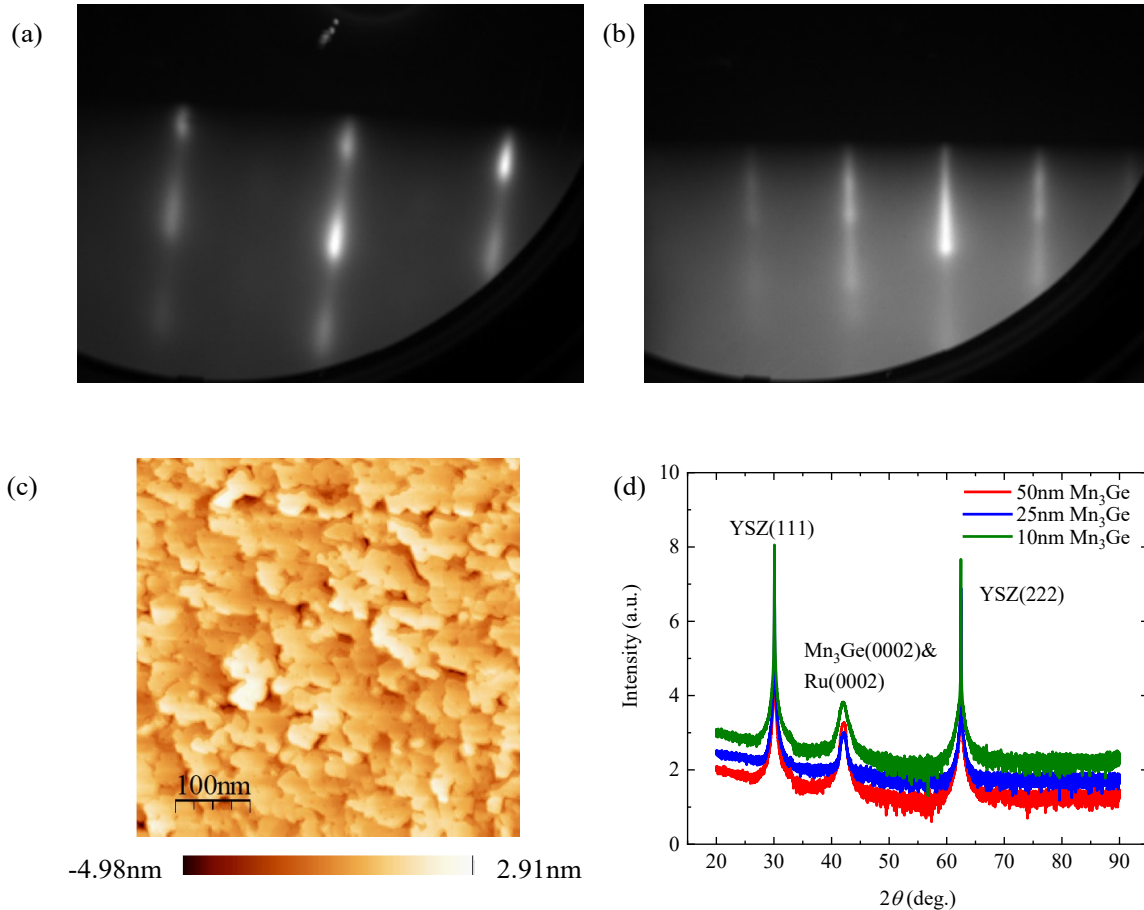 (a)
(b)
(c)
100nm
-4.98nm
2.91nm
(d)
10
8
6
4
2
0
Intensity (a.u.)
50nm Mn₃Ge
25nm Mn₃Ge
10nm Mn₃Ge
YSZ(111)
YSZ(222)
Mn₃Ge(0002)&
Ru(0002)
20 30 40 50 60 70 80 90
2θ (deg.)